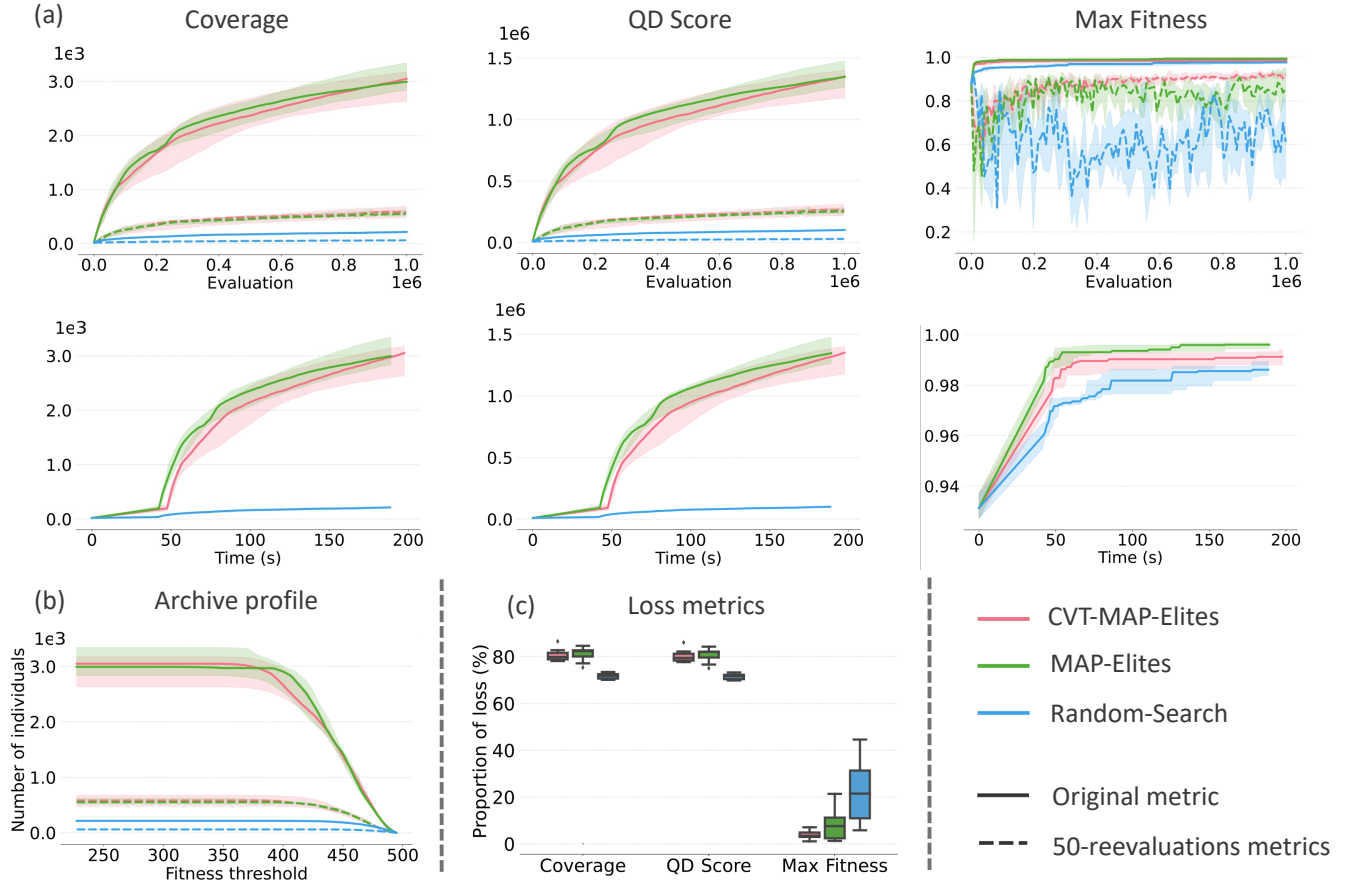 (a)
Coverage
QD Score
Max Fitness
1e3
3.0
2.0
1.0
0.0
0.0 0.2 0.4 0.6 0.8 1.0
Evaluation
1e6
1e6
1.5
1.0
0.5
0.0
0.0 0.2 0.4 0.6 0.8 1.0
Evaluation
1e6
1.0
0.8
0.6
0.4
0.2
0.0 0.2 0.4 0.6 0.8 1.0
Evaluation
1e6
1e3
3.0
2.0
1.0
0.0
0 50 100 150 200
Time (s)
1e6
1.5
1.0
0.5
0.0
0 50 100 150 200
Time (s)
1.00
0.98
0.96
0.94
0 50 100 150 200
Time (s)
(b)
Archive profile
1e3
Number of individuals
3.0
2.0
1.0
0.0
250 300 350 400 450 500
Fitness threshold
(c)
Loss metrics
Proportion of loss (%)
80
60
40
20
0
Coverage QD Score Max Fitness
CVT-MAP-Elites
MAP-Elites
Random-Search
Original metric
50-reevaluations metrics